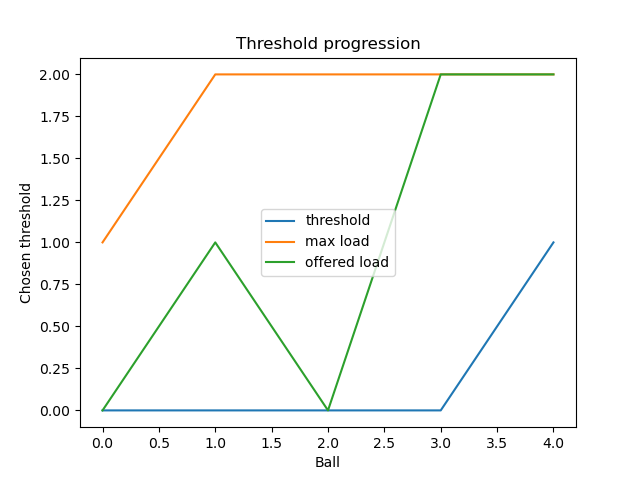 Threshold progression
2.00
1.75
1.50
1.25
1.00
0.75
0.50
0.25
0.00
Chosen threshold
threshold
max load
offered load
0.0 0.5 1.0 1.5 2.0 2.5 3.0 3.5 4.0
Ball